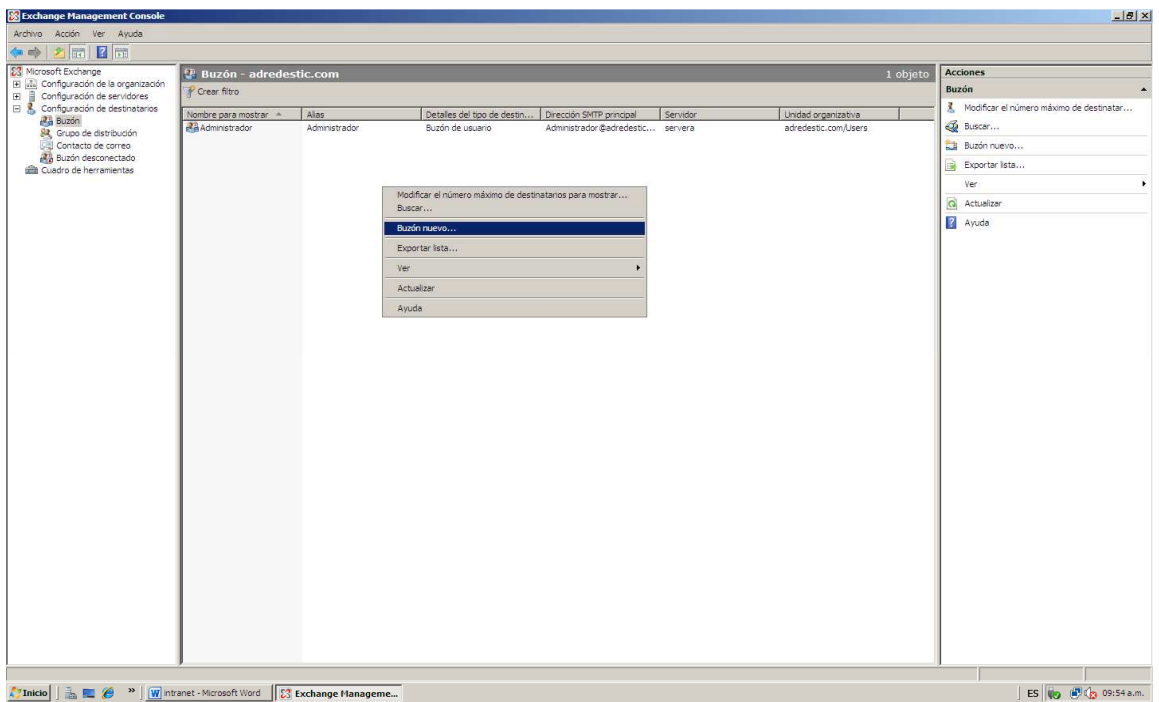 Exchange Management Console
Archivo Acción Ver Ayuda
Microsoft Exchange
Configuración de la organización
Configuración de servidores
Configuración de destinatarios
Buzón
Grupo de distribución
Contacto de correo
Buzón desconectado
Cuadro de herramientas
Buzón - adredestic.com 1 objeto
Crear filtro
Nombre para mostrar Alias Detalles del tipo de destin... Dirección SMTP principal Servidor Unidad organizativa
Administrador Administrador Buzón de usuario Administrador@adredestic... servera adredestic.com/Users
Modificar el número máximo de destinatarios para mostrar...
Buscar...
Buzón nuevo...
Exportar lista...
Ver
Actualizar
Ayuda
Acciones
Buzón
Modificar el número máximo de destinatar...
Buscar...
Buzón nuevo...
Exportar lista...
Ver
Actualizar
Ayuda
Inicio » intranet - Microsoft Word Exchange Manageme... ES 09:54 a.m.